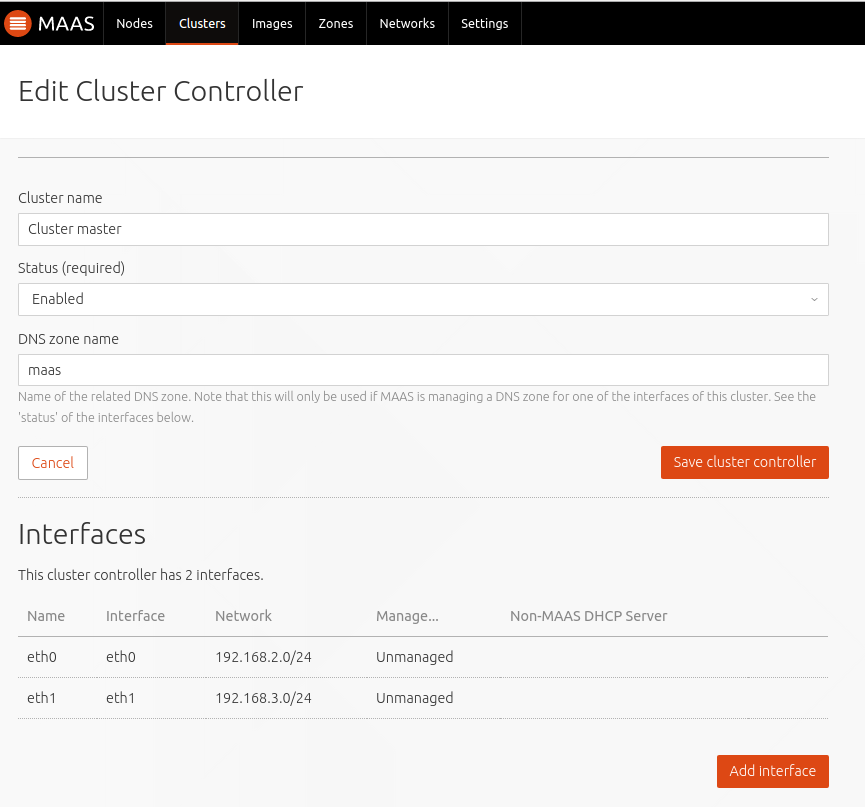 MAAS Nodes Clusters Images Zones Networks Settings
Edit Cluster Controller
Cluster name
Cluster master
Status (required)
Enabled
DNS zone name
maas
Name of the related DNS zone. Note that this will only be used if MAAS is managing a DNS zone for one of the interfaces of this cluster. See the
'status' of the interfaces below.
Cancel Save cluster controller
Interfaces
This cluster controller has 2 interfaces.
Name Interface Network Manage... Non-MAAS DHCP Server
eth0 eth0 192.168.2.0/24 Unmanaged
eth1 eth1 192.168.3.0/24 Unmanaged
Add interface